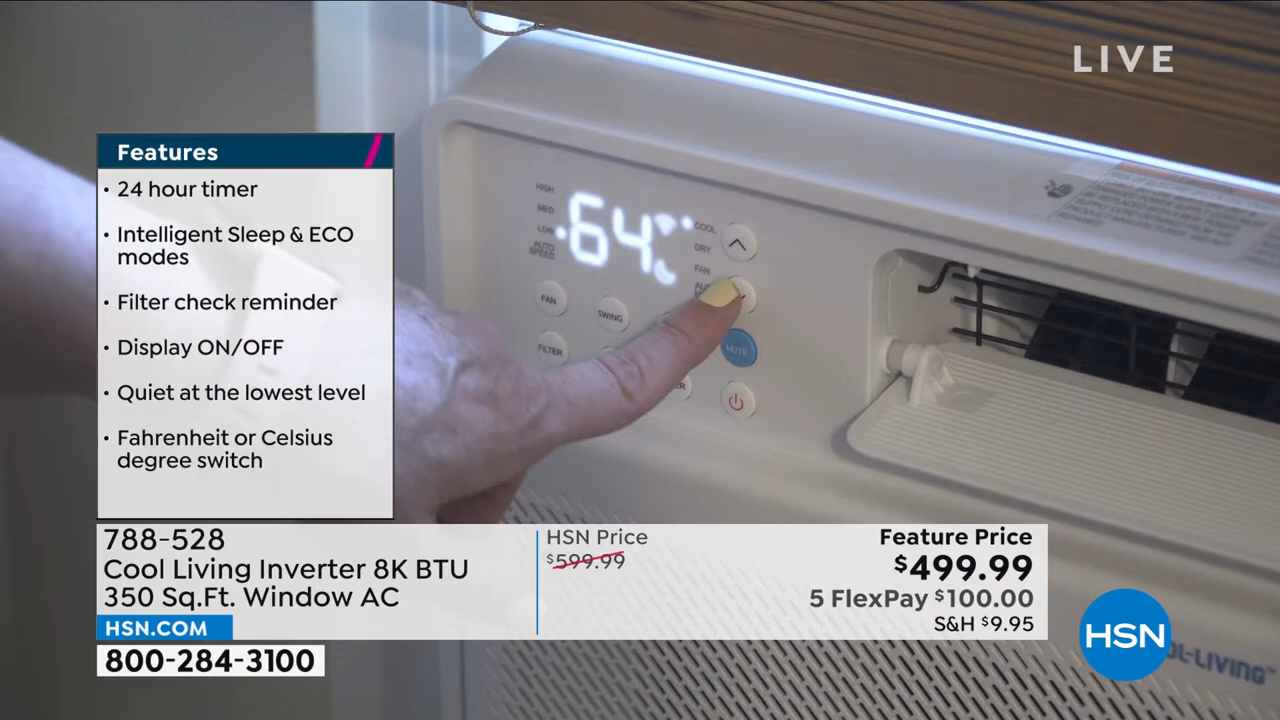 LIVE
Features
• 24 hour timer
• Intelligent Sleep & ECO
modes
• Filter check reminder
• Display ON/OFF
• Quiet at the lowest level
• Fahrenheit or Celsius
degree switch
HIGH
MED
LOW
AUTO
SPEED
64
COOL
DRY
FAN
FAN
SWING
FILTER
MUTE
788-528
Cool Living Inverter 8K BTU
350 Sq.Ft. Window AC
HSN.COM
800-284-3100
HSN Price
$599.99
Feature Price
$499.99
5 FlexPay $100.00
S&H $9.95
HSN
OL-LIVING™